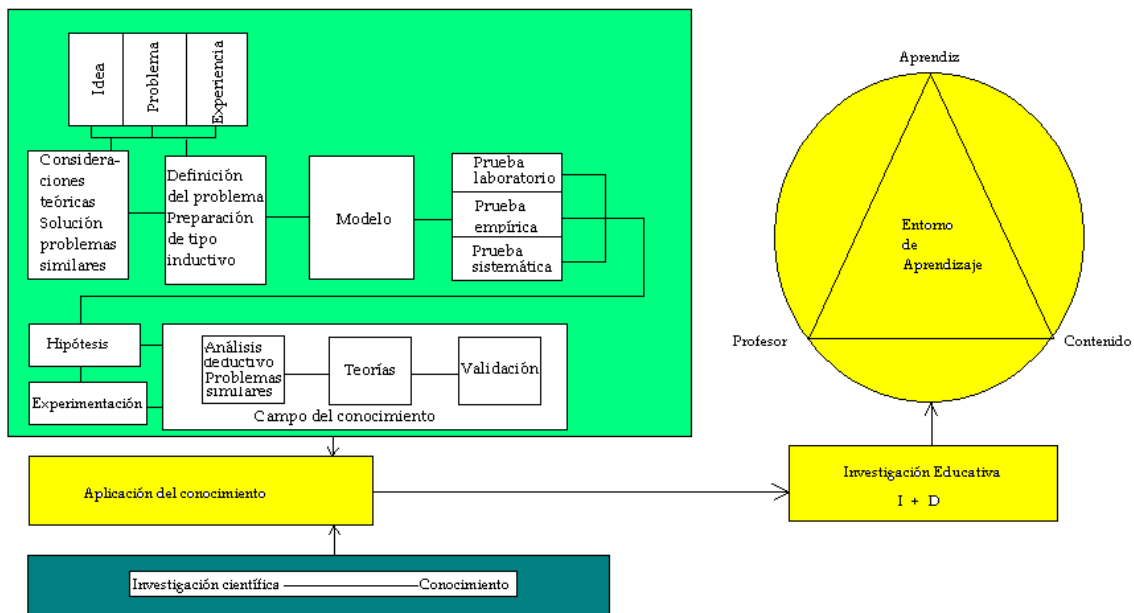 Idea
Problema
Experiencia
Considera-
ciones
teóricas
Solución
problemas
similares
Definición
del problema
Preparación
de tipo
inductivo
Modelo
Prueba
laboratorio
Prueba
empírica
Prueba
sistemática
Hipótesis
Experimentación
Análisis
deductivo
Problemas
similares
Teorías
Validación
Campo del conocimiento
Aplicación del conocimiento
Investigación científica
Conocimiento
Aprendiz
Entorno
de
Aprendizaje
Profesor
Contenido
Investigación Educativa
I + D